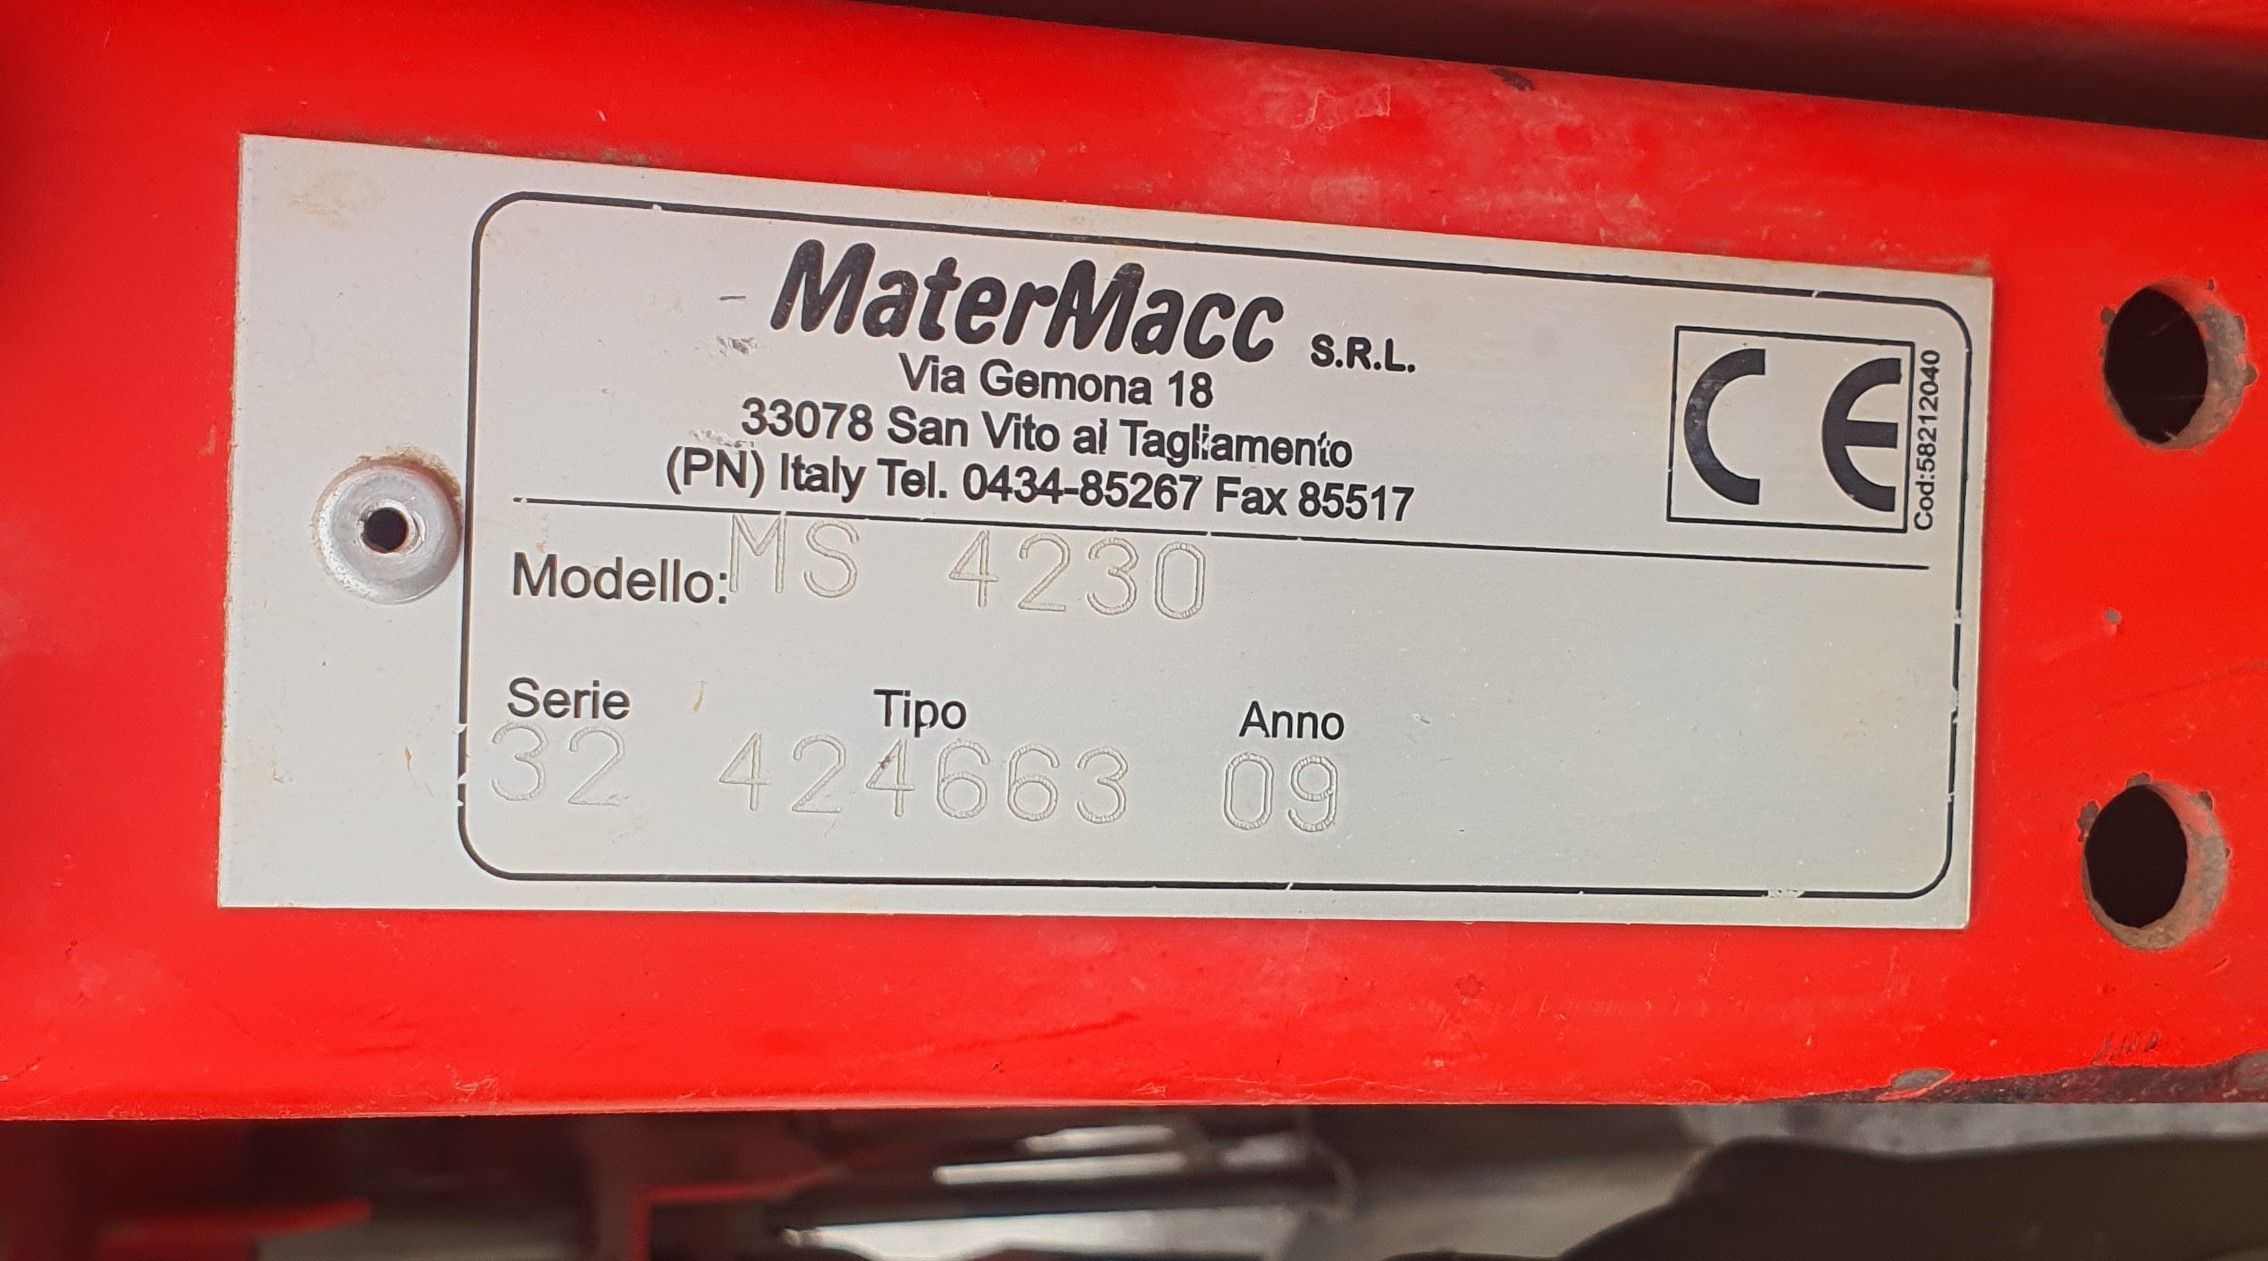 MaterMacc S.R.L.
Via Gemona 18
33078 San Vito al Tagliamento
(PN) Italy Tel. 0434-85267 Fax 85517
CE
Cod:58212040
Modello: MS 4230
Serie Tipo Anno
32 424663 09